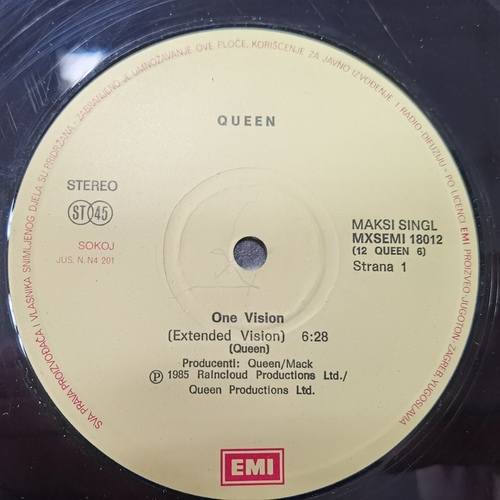 SVA PRAVA PROIZVOĐAČA I VLASNIKA SNIMLJENOG DJELA SU PRIDRŽANA · ZABRANJENO JE UMNOŽAVANJE OVE PLOČE, KORIŠĆENJE ZA JAVNO IZVOĐENJE I RADIO-DIFUZIJU · PO LICENCI EMI PROIZVEO JUGOTON-ZAGREB, YUGOSLAVIA
QUEEN
STEREO
ST 45
SOKOJ
JUS. N. N4 201
MAKSI SINGL
MXSEMI 18012
(12 QUEEN 6)
Strana 1
One Vision
(Extended Vision) 6:28
(Queen)
Producenti: Queen/Mack
Ⓟ 1985 Raincloud Productions Ltd./
Queen Productions Ltd.
EMI